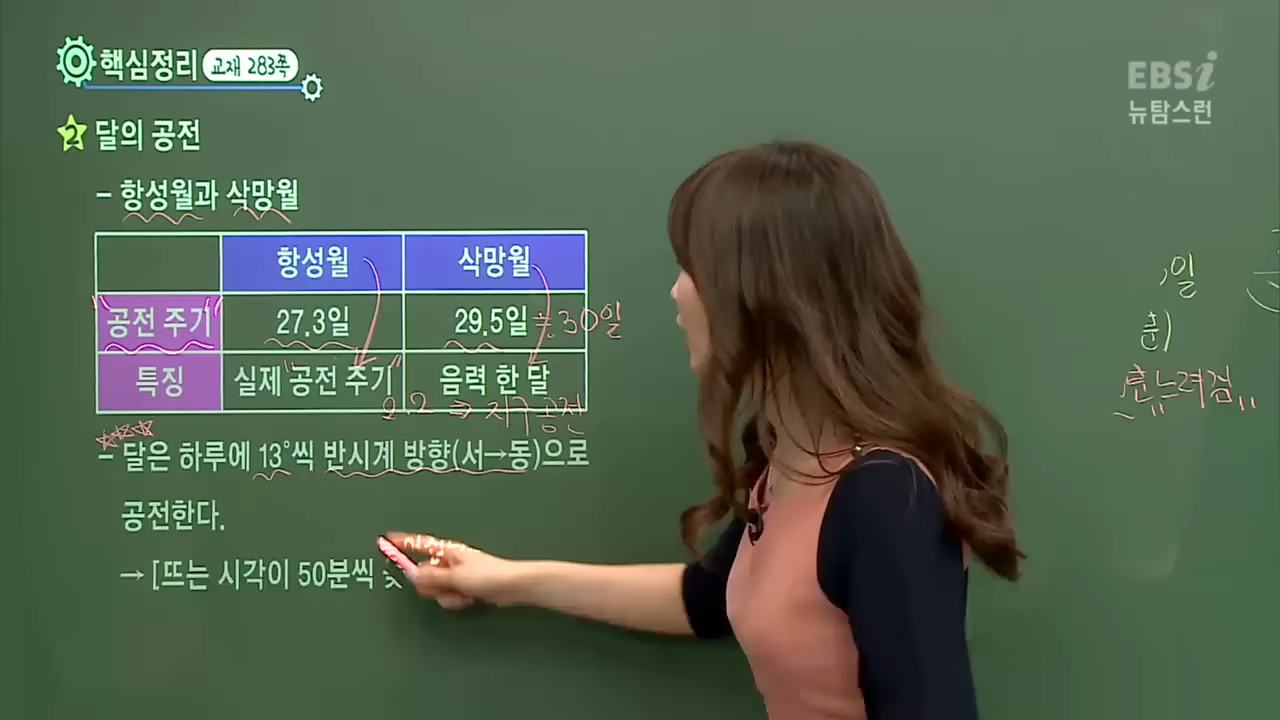 핵심정리 교재 283쪽
EBSi
뉴탐스런
2 달의 공전
- 항성월과 삭망월
항성월 삭망월
공전 주기 27.3일 29.5일 ≒30일
특징 실제 "공전 주기" 음력 한 달
2.2 ⇒ 지구 공전
- 달은 하루에 13°씩 반시계 방향(서→동)으로
공전한다.
→ [뜨는 시각이 50분씩
일